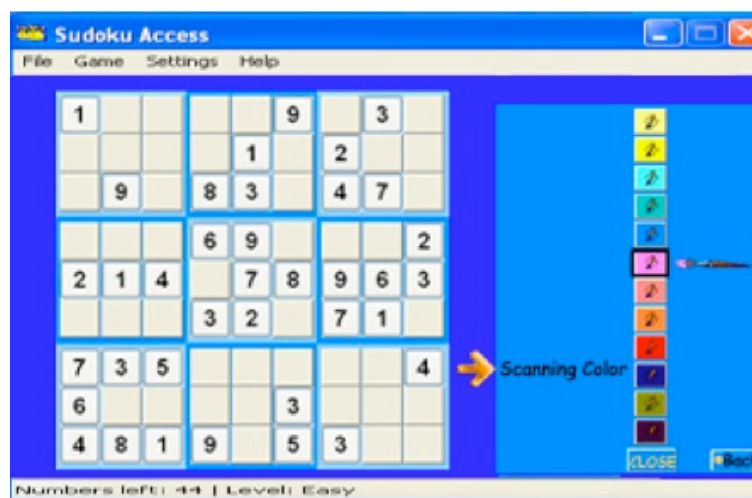 Sudoku Access
File Game Settings Help
1 9 3
1 2
9 8 3 4 7
6 9 2
2 1 4 7 8 9 6 3
3 2 7 1
7 3 5 4
Scanning Color
6 3
4 8 1 9 5 3
CLOSE Back
Numbers left: 44 | Level: Easy